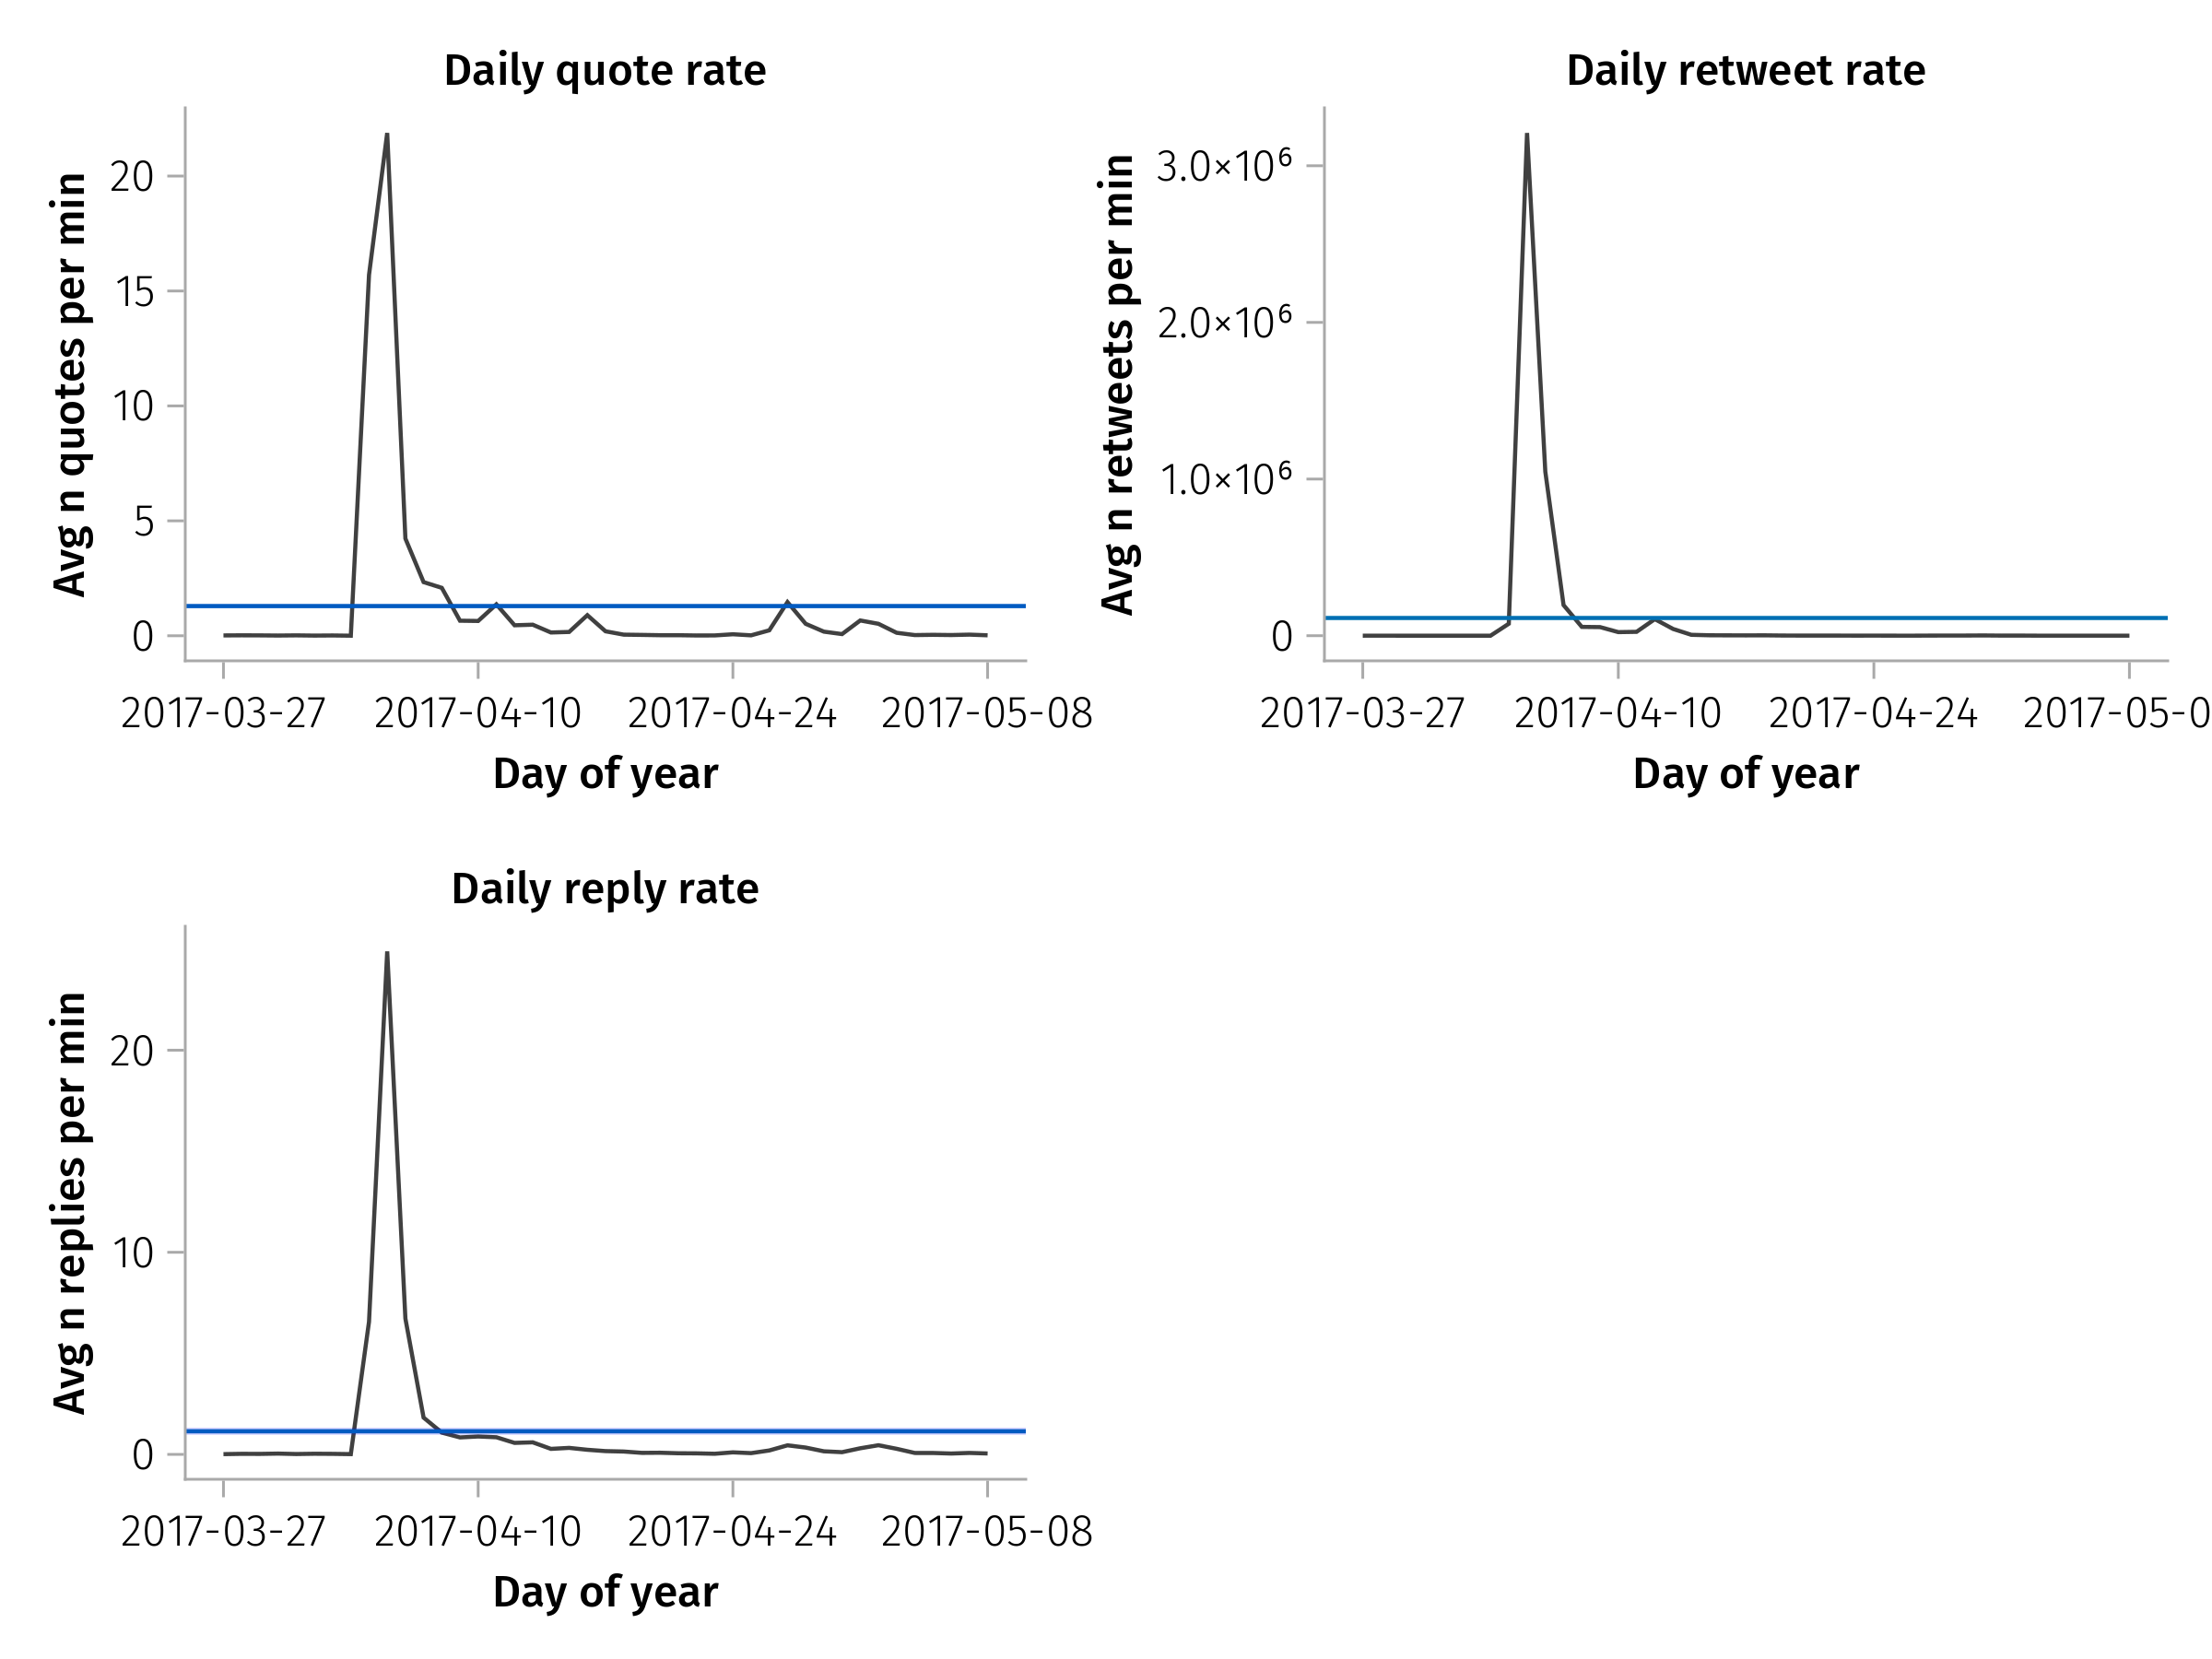 Daily quote rate
Avg n quotes per min
20
15
10
5
0
2017-03-27 2017-04-10 2017-04-24 2017-05-08
Day of year
Daily retweet rate
Avg n retweets per min
3.0×10⁶
2.0×10⁶
1.0×10⁶
0
2017-03-27 2017-04-10 2017-04-24 2017-05-0
Day of year
Daily reply rate
Avg n replies per min
20
10
0
2017-03-27 2017-04-10 2017-04-24 2017-05-08
Day of year